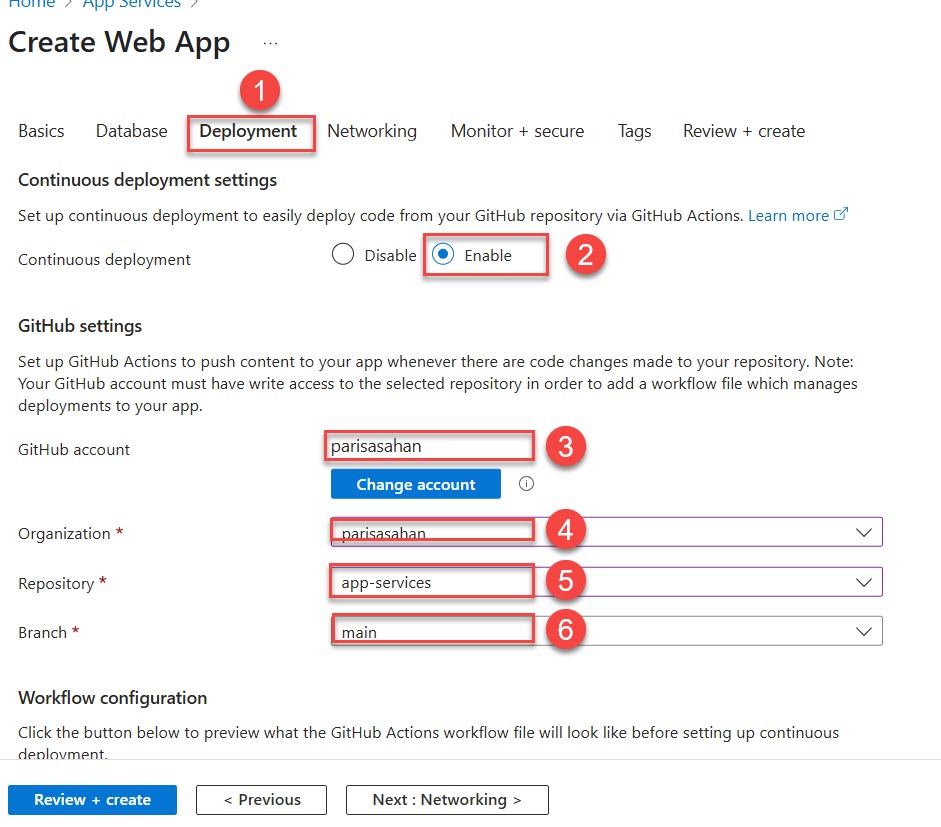 Home > App Services >
Create Web App ...
1
Basics Database Deployment Networking Monitor + secure Tags Review + create
Continuous deployment settings
Set up continuous deployment to easily deploy code from your GitHub repository via GitHub Actions. Learn more
Continuous deployment Disable Enable 2
GitHub settings
Set up GitHub Actions to push content to your app whenever there are code changes made to your repository. Note:
Your GitHub account must have write access to the selected repository in order to add a workflow file which manages
deployments to your app.
GitHub account parisasahan 3
Change account
Organization * parisasahan 4
Repository * app-services 5
Branch * main 6
Workflow configuration
Click the button below to preview what the GitHub Actions workflow file will look like before setting up continuous
deployment.
Review + create < Previous Next : Networking >